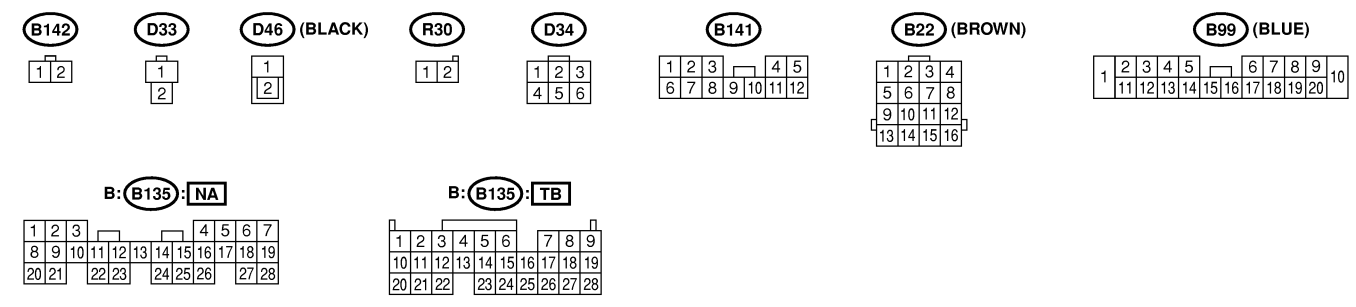 B142 D33 D46 (BLACK) R30 D34 B141 B22 (BROWN) B99 (BLUE)
1 2
1
2
1
2
1 2
1 2 3
4 5 6
1 2 3 4 5
6 7 8 9 10 11 12
1 2 3 4
5 6 7 8
9 10 11 12
13 14 15 16
1 2 3 4 5 6 7 8 9 10
11 12 13 14 15 16 17 18 19 20
B: B135 : NA B: B135 : TB
1 2 3 4 5 6 7
8 9 10 11 12 13 14 15 16 17 18 19
20 21 22 23 24 25 26 27 28
1 2 3 4 5 6 7 8 9
10 11 12 13 14 15 16 17 18 19
20 21 22 23 24 25 26 27 28